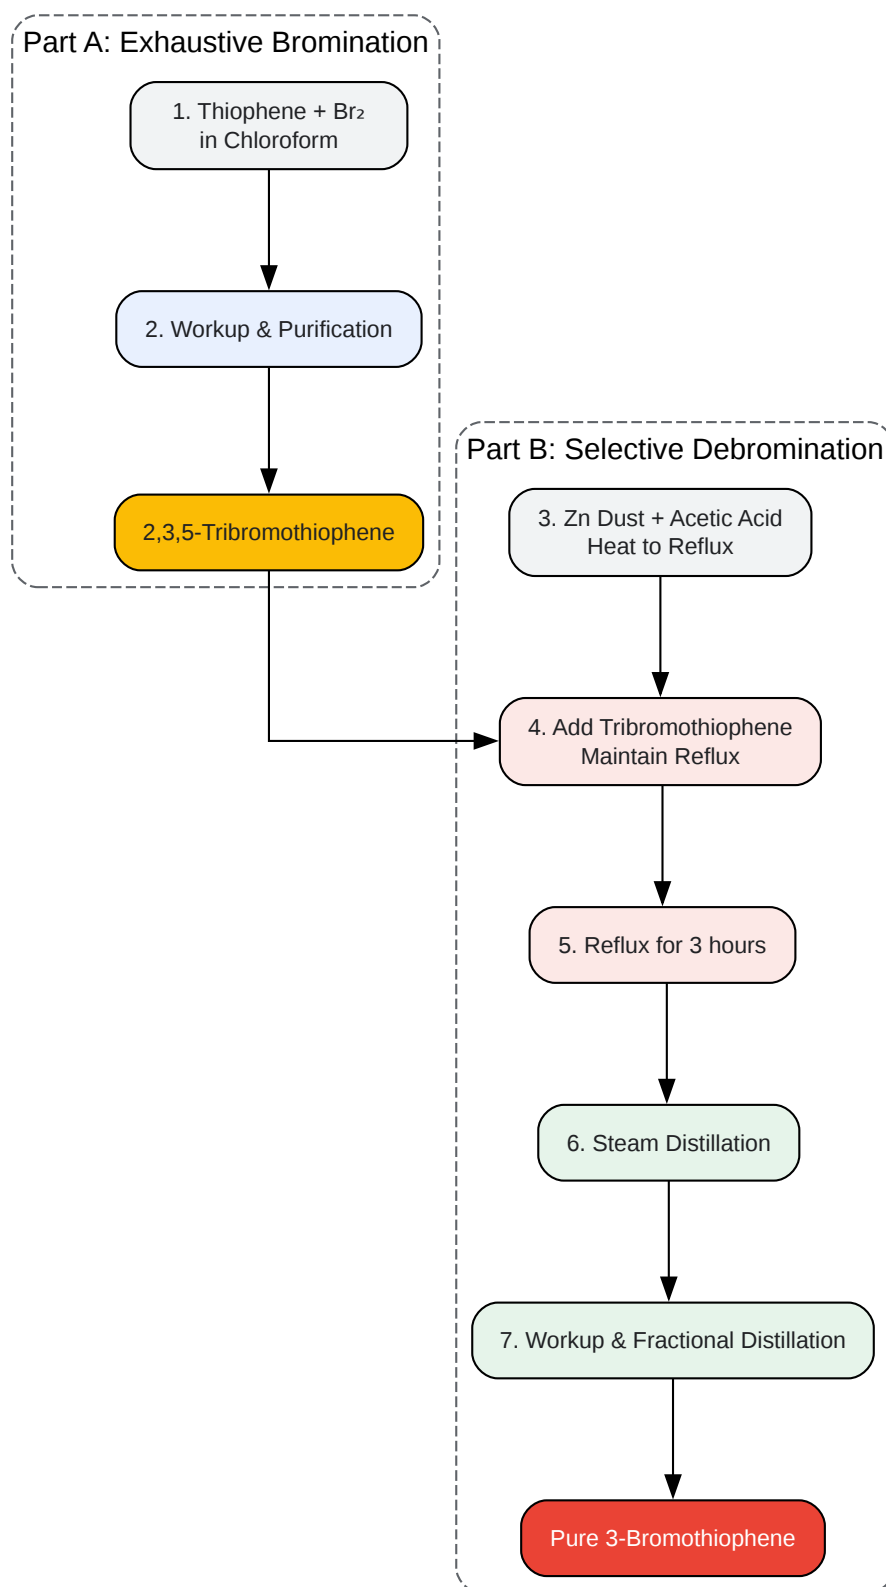 Part A: Exhaustive Bromination
1. Thiophene + Br₂
in Chloroform
2. Workup & Purification
2,3,5-Tribromothiophene
Part B: Selective Debromination
3. Zn Dust + Acetic Acid
Heat to Reflux
4. Add Tribromothiophene
Maintain Reflux
5. Reflux for 3 hours
6. Steam Distillation
7. Workup & Fractional Distillation
Pure 3-Bromothiophene